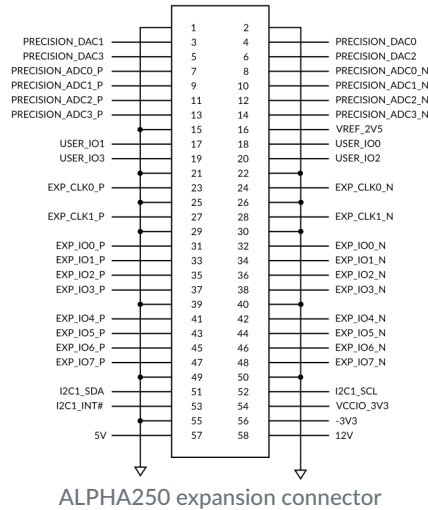 1 2
PRECISION_DAC1 3 4 PRECISION_DAC0
PRECISION_DAC3 5 6 PRECISION_DAC2
PRECISION_ADC0_P 7 8 PRECISION_ADC0_N
PRECISION_ADC1_P 9 10 PRECISION_ADC1_N
PRECISION_ADC2_P 11 12 PRECISION_ADC2_N
PRECISION_ADC3_P 13 14 PRECISION_ADC3_N
15 16 VREF_2V5
USER_IO1 17 18 USER_IO0
USER_IO3 19 20 USER_IO2
21 22
EXP_CLK0_P 23 24 EXP_CLK0_N
25 26
EXP_CLK1_P 27 28 EXP_CLK1_N
29 30
EXP_IO0_P 31 32 EXP_IO0_N
EXP_IO1_P 33 34 EXP_IO1_N
EXP_IO2_P 35 36 EXP_IO2_N
EXP_IO3_P 37 38 EXP_IO3_N
39 40
EXP_IO4_P 41 42 EXP_IO4_N
EXP_IO5_P 43 44 EXP_IO5_N
EXP_IO6_P 45 46 EXP_IO6_N
EXP_IO7_P 47 48 EXP_IO7_N
49 50
I2C1_SDA 51 52 I2C1_SCL
I2C1_INT# 53 54 VCCIO_3V3
55 56 -3V3
5V 57 58 12V
ALPHA250 expansion connector